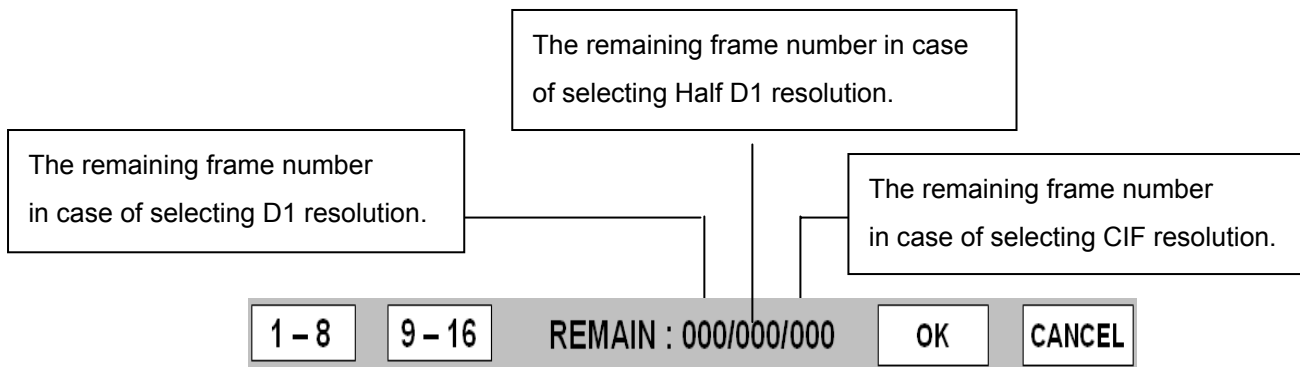 The remaining frame number in case
of selecting Half D1 resolution.
The remaining frame number
in case of selecting D1 resolution.
The remaining frame number
in case of selecting CIF resolution.
1 – 8 9 – 16 REMAIN : 000/000/000 OK CANCEL